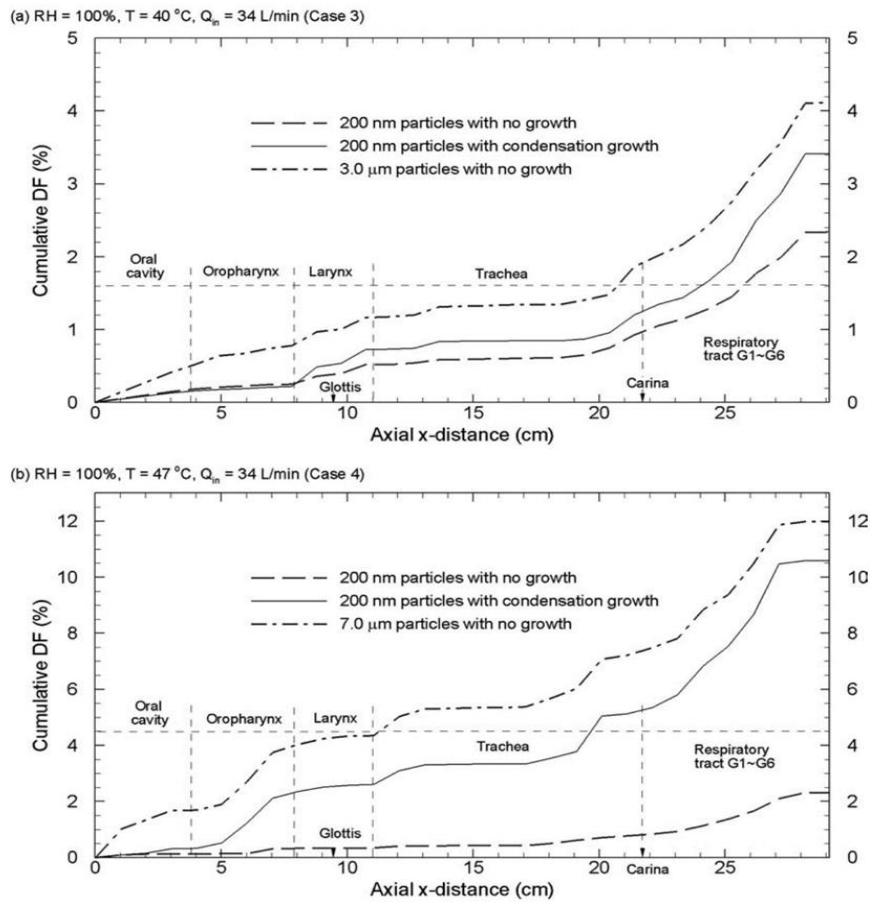 (a) RH = 100%, T = 40 °C, Qin = 34 L/min (Case 3)
5
4
3
2
1
0
5
4
3
2
1
0
Cumulative DF (%)
200 nm particles with no growth
200 nm particles with condensation growth
3.0 μm particles with no growth
Oral
cavity
Oropharynx
Larynx
Trachea
Respiratory
tract G1~G6
Glottis
Carina
0 5 10 15 20 25
Axial x-distance (cm)
(b) RH = 100%, T = 47 °C, Qin = 34 L/min (Case 4)
12
10
8
6
4
2
0
12
10
8
6
4
2
0
Cumulative DF (%)
200 nm particles with no growth
200 nm particles with condensation growth
7.0 μm particles with no growth
Oral
cavity
Oropharynx
Larynx
Trachea
Respiratory
tract G1~G6
Glottis
Carina
0 5 10 15 20 25
Axial x-distance (cm)